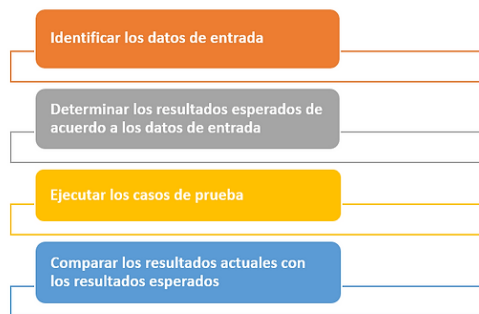 Identificar los datos de entrada
Determinar los resultados esperados de
acuerdo a los datos de entrada
Ejecutar los casos de prueba
Comparar los resultados actuales con
los resultados esperados